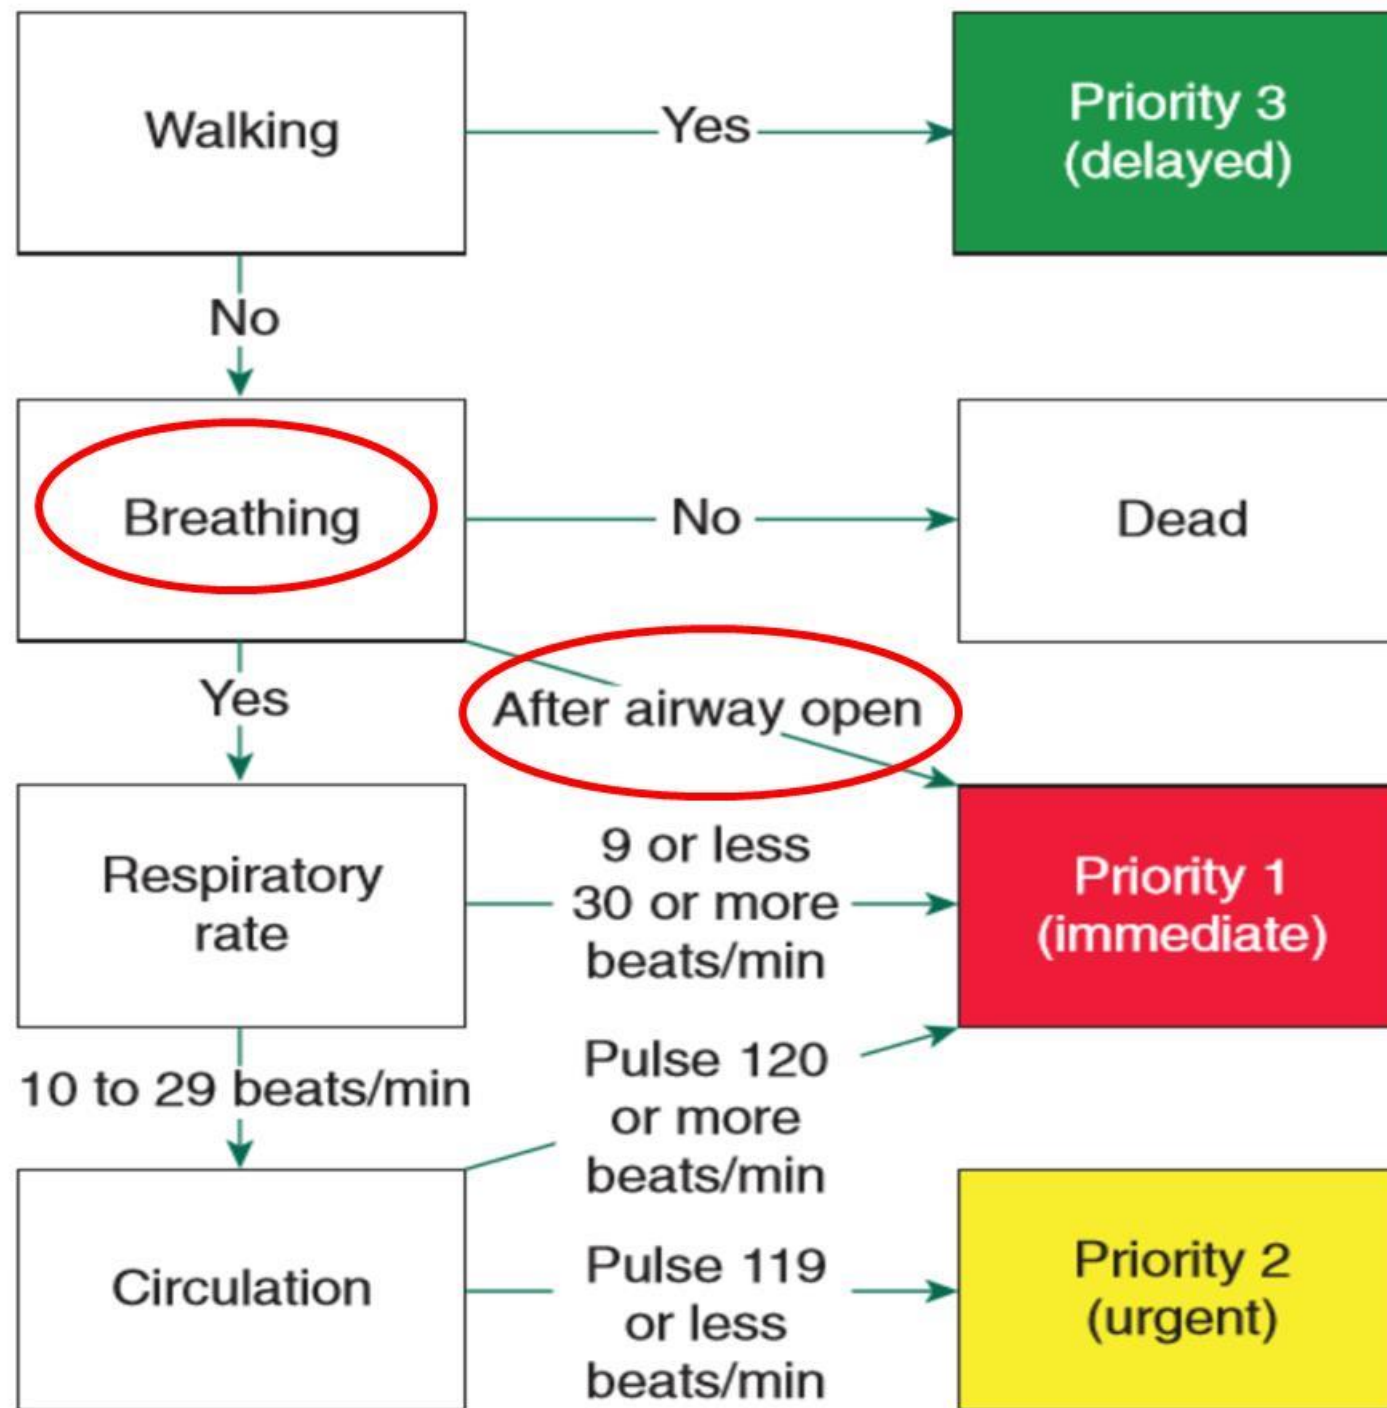 Walking
Yes
Priority 3
(delayed)
No
Breathing
No
Dead
Yes
After airway open
Respiratory
rate
9 or less
30 or more
beats/min
Priority 1
(immediate)
10 to 29 beats/min
Pulse 120
or more
beats/min
Circulation
Pulse 119
or less
beats/min
Priority 2
(urgent)